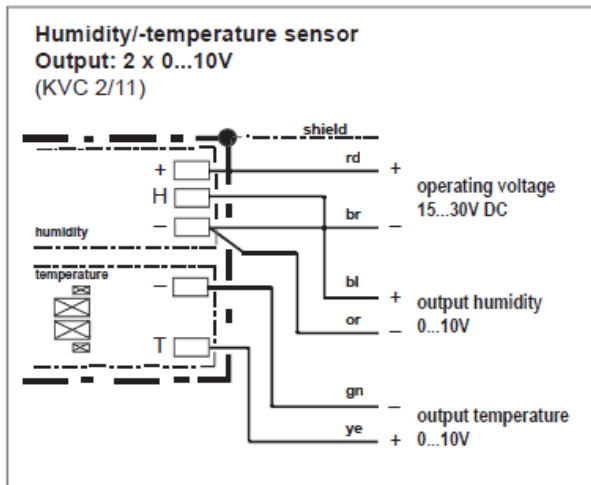 Humidity/-temperature sensor
Output: 2 x 0...10V
(KVC 2/11)
shield
+ rd +
H
operating voltage
15...30V DC
– br –
humidity
temperature
–
bl +
output humidity
0...10V
or –
T
gn –
output temperature
0...10V
ye +